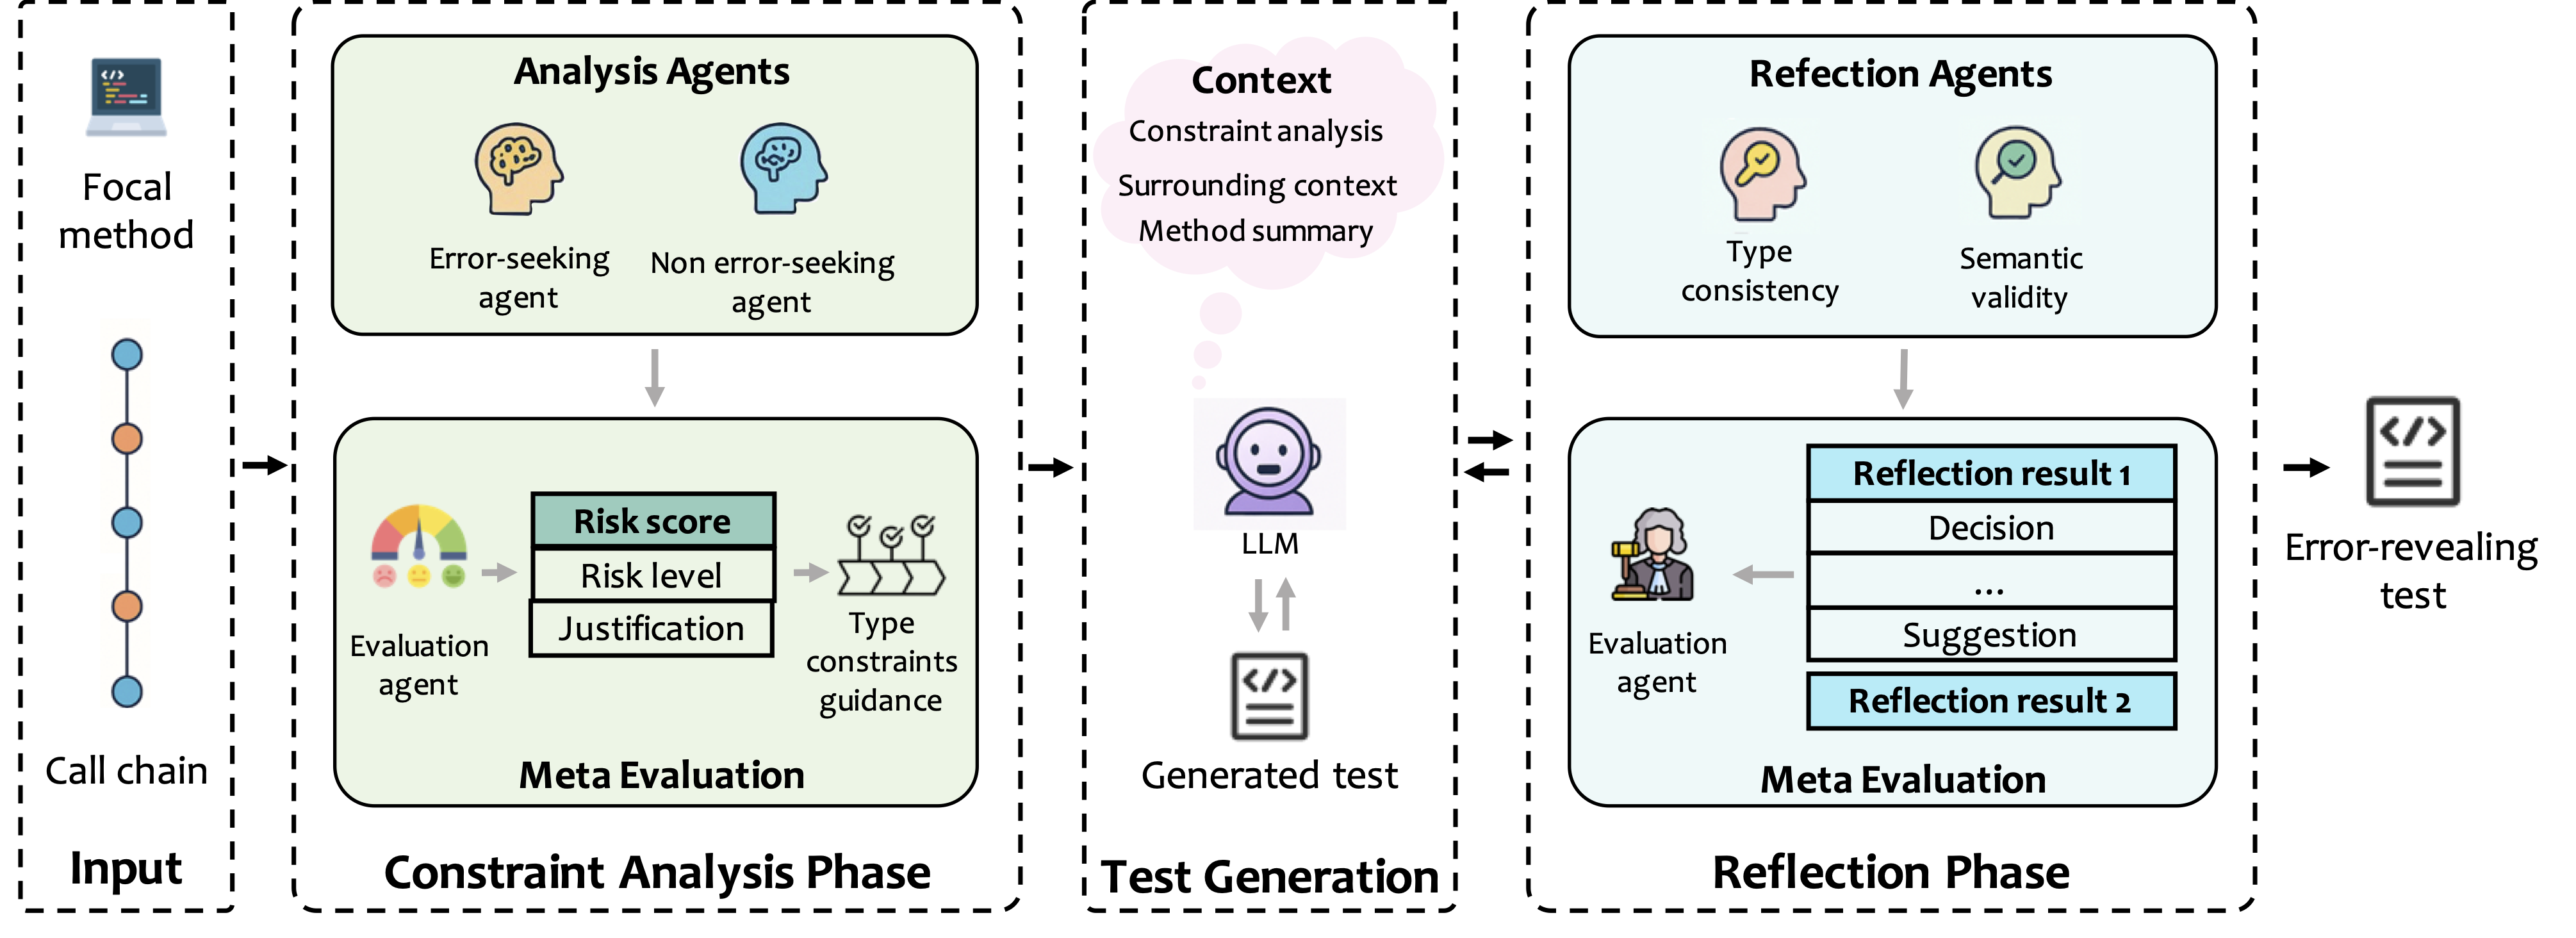 Focal
method
Call chain
Input
Analysis Agents
Error-seeking
agent
Non error-seeking
agent
Evaluation
agent
Risk score
Risk level
Justification
Type
constraints
guidance
Meta Evaluation
Constraint Analysis Phase
Context
Constraint analysis
Surrounding context
Method summary
LLM
</>
Generated test
Test Generation
Refection Agents
Type
consistency
Semantic
validity
Evaluation
agent
Reflection result 1
Decision
...
Suggestion
Reflection result 2
Meta Evaluation
Reflection Phase
</>
Error-revealing
test